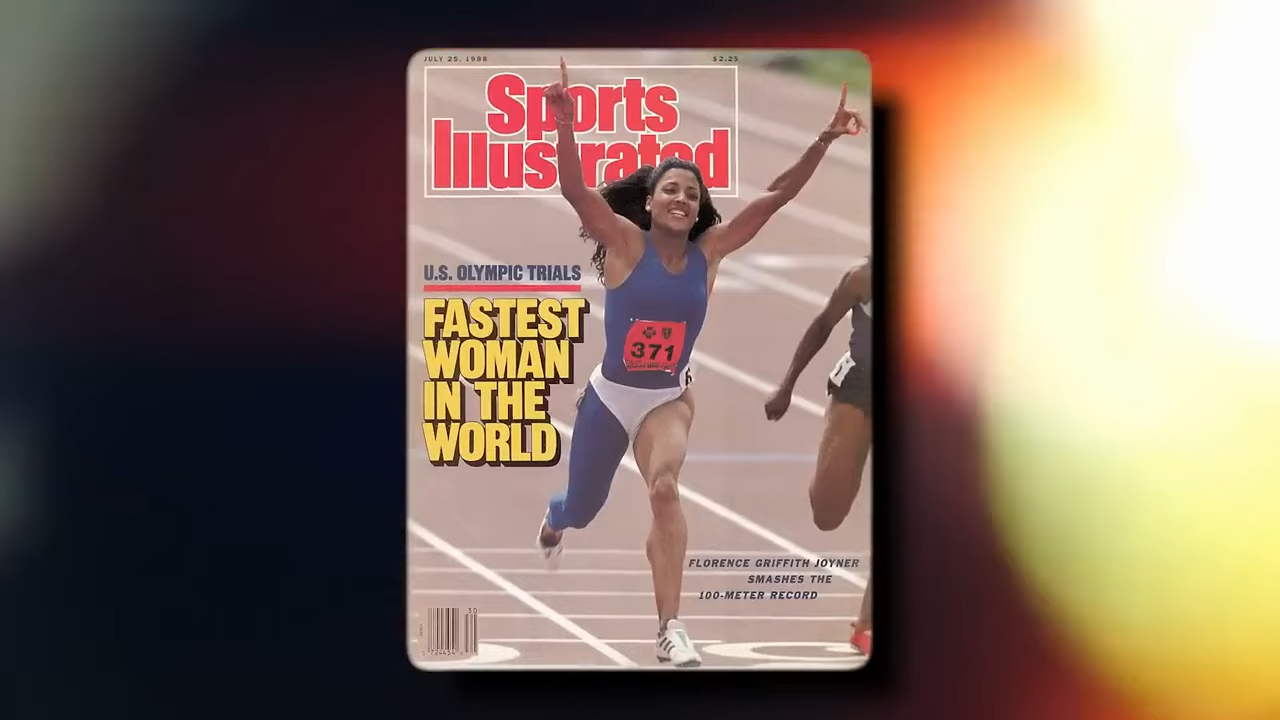 JULY 25, 1988
$2.25
Sports
Illustrated
U.S. OLYMPIC TRIALS
FASTEST
WOMAN
IN THE
WORLD
371
FLORENCE GRIFFITH JOYNER
SMASHES THE
100-METER RECORD
30